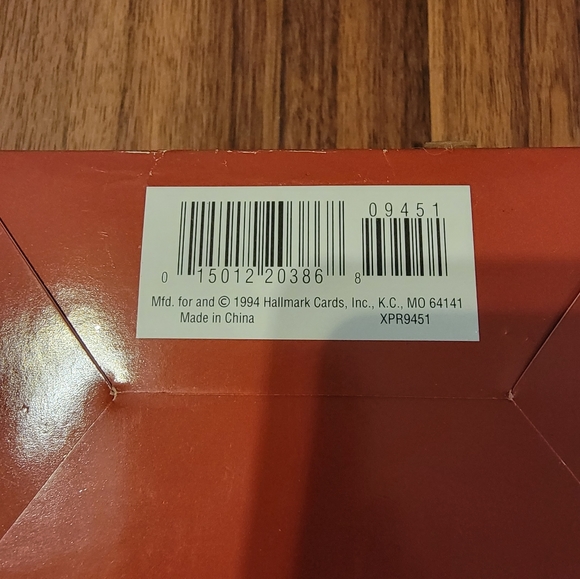 09451
0 15012 20386 8
Mfd. for and © 1994 Hallmark Cards, Inc., K.C., MO 64141
Made in China XPR9451